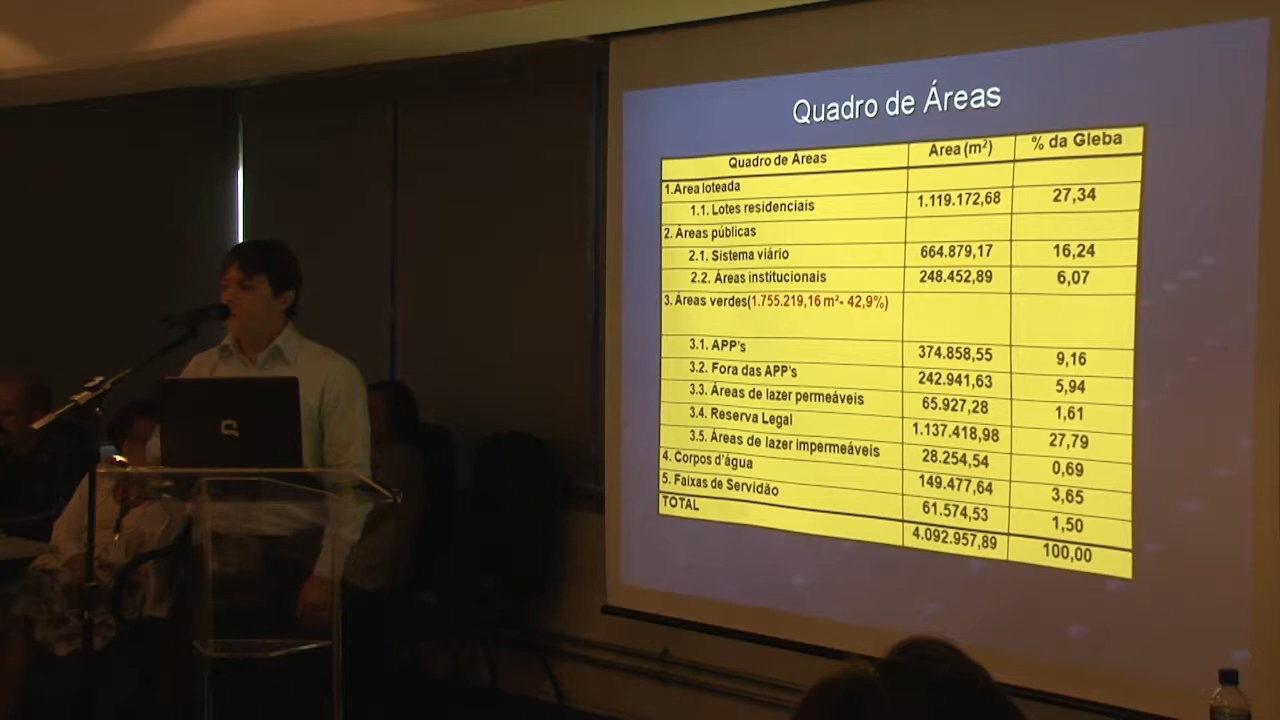 Quadro de Áreas
Quadro de Areas Area (m²) % da Gleba
1.Area loteada
1.1. Lotes residenciais 1.119.172,68 27,34
2. Áreas públicas
2.1. Sistema viário 664.879,17 16,24
2.2. Áreas institucionais 248.452,89 6,07
3. Áreas verdes(1.755.219,16 m²- 42,9%)
3.1. APP's 374.858,55 9,16
3.2. Fora das APP's 242.941,63 5,94
3.3. Áreas de lazer permeáveis 65.927,28 1,61
3.4. Reserva Legal 1.137.418,98 27,79
3.5. Áreas de lazer impermeáveis 28.254,54 0,69
4. Corpos d'água 149.477,64 3,65
5. Faixas de Servidão 61.574,53 1,50
TOTAL 4.092.957,89 100,00